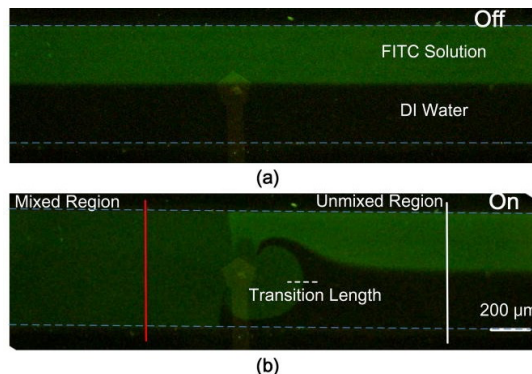 Off
FITC Solution
DI Water
(a)
Mixed Region
Unmixed Region
On
Transition Length
200 μm
(b)